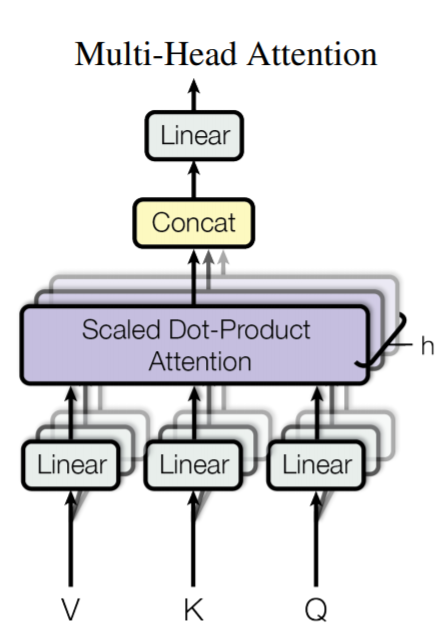 Multi-Head Attention
Linear
Concat
Scaled Dot-Product
Attention
h
Linear Linear Linear
V K Q